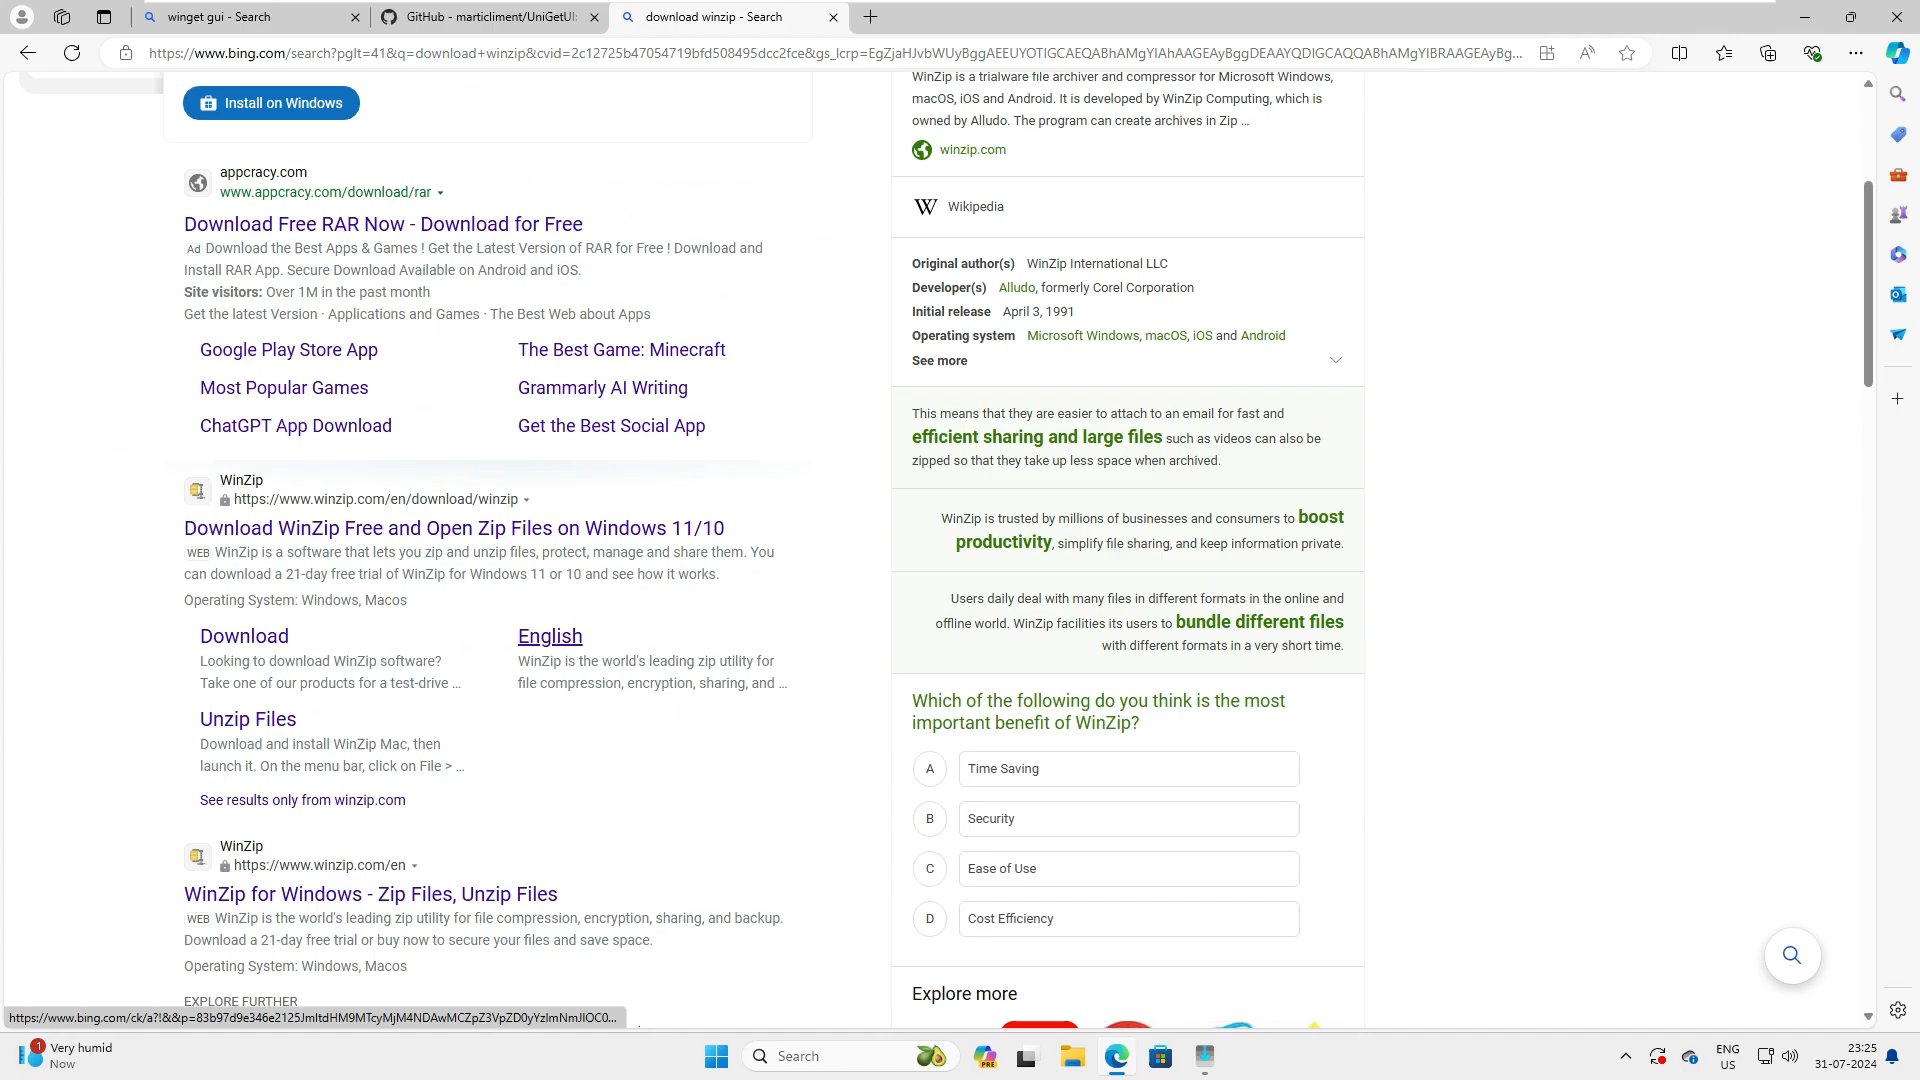 winget gui - Search
GitHub - marticliment/UniGetUI:
download winzip - Search
https://www.bing.com/search?pglt=41&q=download+winzip&cvid=2c12725b47054719bfd508495dcc2fce&gs_lcrp=EgZjaHJvbWUyBggAEEUYOTIGCAEQABhAMgYIAhAAGEAyBggDEAAYQDIGCAQQABhAMgYIBRAAGEAyBg...
Install on Windows
appcracy.com
www.appcracy.com/download/rar
Download Free RAR Now - Download for Free
Ad Download the Best Apps & Games ! Get the Latest Version of RAR for Free ! Download and
Install RAR App. Secure Download Available on Android and iOS.
Site visitors: Over 1M in the past month
Get the latest Version · Applications and Games · The Best Web about Apps
Google Play Store App
The Best Game: Minecraft
Most Popular Games
Grammarly AI Writing
ChatGPT App Download
Get the Best Social App
WinZip
https://www.winzip.com/en/download/winzip
Download WinZip Free and Open Zip Files on Windows 11/10
WEB WinZip is a software that lets you zip and unzip files, protect, manage and share them. You
can download a 21-day free trial of WinZip for Windows 11 or 10 and see how it works.
Operating System: Windows, Macos
Download
Looking to download WinZip software?
Take one of our products for a test-drive ...
English
WinZip is the world's leading zip utility for
file compression, encryption, sharing, and ...
Unzip Files
Download and install WinZip Mac, then
launch it. On the menu bar, click on File > ...
See results only from winzip.com
WinZip
https://www.winzip.com/en
WinZip for Windows - Zip Files, Unzip Files
WEB WinZip is the world's leading zip utility for file compression, encryption, sharing, and backup.
Download a 21-day free trial or buy now to secure your files and save space.
Operating System: Windows, Macos
EXPLORE FURTHER
WinZip is a trialware file archiver and compressor for Microsoft Windows,
macOS, iOS and Android. It is developed by WinZip Computing, which is
owned by Alludo. The program can create archives in Zip ...
winzip.com
W Wikipedia
Original author(s) WinZip International LLC
Developer(s) Alludo, formerly Corel Corporation
Initial release April 3, 1991
Operating system Microsoft Windows, macOS, iOS and Android
See more
This means that they are easier to attach to an email for fast and
efficient sharing and large files such as videos can also be
zipped so that they take up less space when archived.
WinZip is trusted by millions of businesses and consumers to boost
productivity, simplify file sharing, and keep information private.
Users daily deal with many files in different formats in the online and
offline world. WinZip facilities its users to bundle different files
with different formats in a very short time.
Which of the following do you think is the most
important benefit of WinZip?
A Time Saving
B Security
C Ease of Use
D Cost Efficiency
Explore more
https://www.bing.com/ck/a?!&&p=83b97d9e346e2125JmltdHM9MTcyMjM4NDAwMCZpZ3VpZD0yYzlmNmJlOC0...
1
Very humid
Now
Search
PRE
ENG
US
23:25
31-07-2024